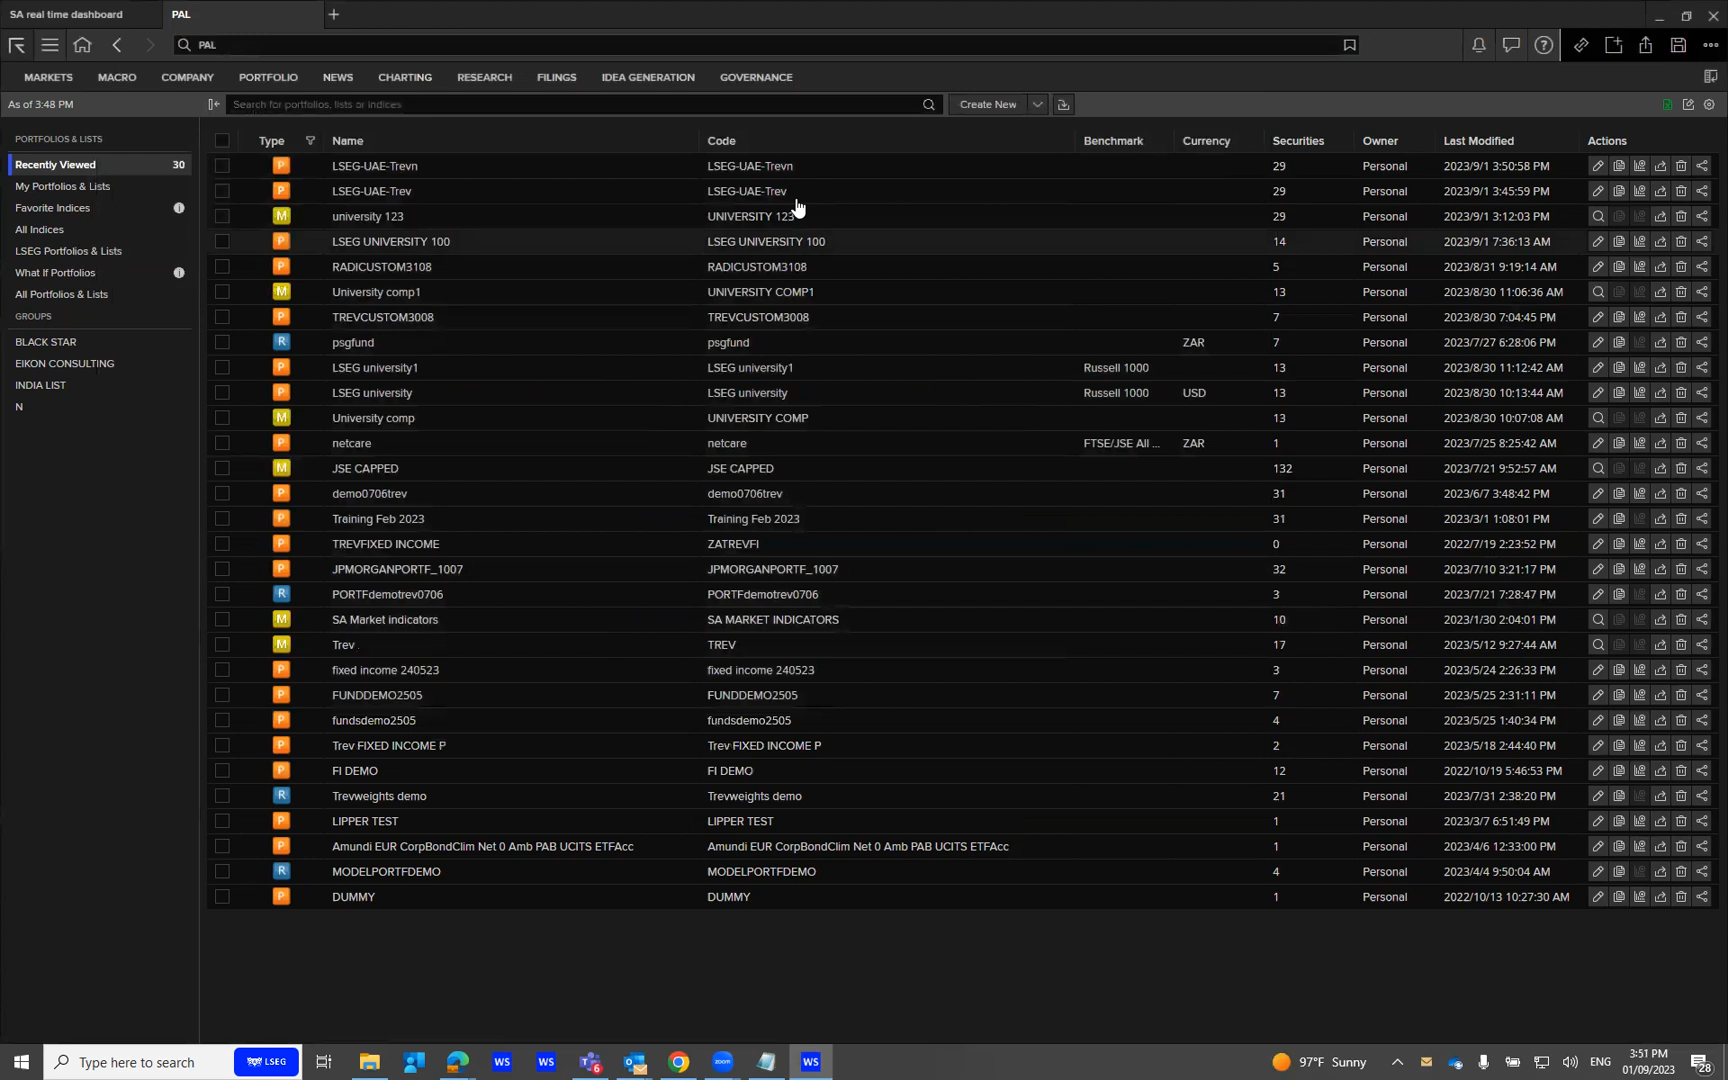 SA real time dashboard PAL
PAL
MARKETS MACRO COMPANY PORTFOLIO NEWS CHARTING RESEARCH FILINGS IDEA GENERATION GOVERNANCE
As of 3:48 PM Search for portfolios, lists or indices Create New
PORTFOLIOS & LISTS
Recently Viewed 30
My Portfolios & Lists
Favorite Indices
All Indices
LSEG Portfolios & Lists
What If Portfolios
All Portfolios & Lists
GROUPS
BLACK STAR
EIKON CONSULTING
INDIA LIST
N
Type Name Code Benchmark Currency Securities Owner Last Modified Actions
P LSEG-UAE-Trevn LSEG-UAE-Trevn 29 Personal 2023/9/1 3:50:58 PM
P LSEG-UAE-Trev LSEG-UAE-Trev 29 Personal 2023/9/1 3:45:59 PM
M university 123 UNIVERSITY 123 29 Personal 2023/9/1 3:12:03 PM
P LSEG UNIVERSITY 100 LSEG UNIVERSITY 100 14 Personal 2023/9/1 7:36:13 AM
P RADICUSTOM3108 RADICUSTOM3108 5 Personal 2023/8/31 9:19:14 AM
M University comp1 UNIVERSITY COMP1 13 Personal 2023/8/30 11:06:36 AM
P TREVCUSTOM3008 TREVCUSTOM3008 7 Personal 2023/8/30 7:04:45 PM
R psgfund psgfund ZAR 7 Personal 2023/7/27 6:28:06 PM
P LSEG university1 LSEG university1 Russell 1000 13 Personal 2023/8/30 11:12:42 AM
P LSEG university LSEG university Russell 1000 USD 13 Personal 2023/8/30 10:13:44 AM
M University comp UNIVERSITY COMP 13 Personal 2023/8/30 10:07:08 AM
P netcare netcare FTSE/JSE All ... ZAR 1 Personal 2023/7/25 8:25:42 AM
M JSE CAPPED JSE CAPPED 132 Personal 2023/7/21 9:52:57 AM
P demo0706trev demo0706trev 31 Personal 2023/6/7 3:48:42 PM
P Training Feb 2023 Training Feb 2023 31 Personal 2023/3/1 1:08:01 PM
P TREVFIXED INCOME ZATREVFI 0 Personal 2022/7/19 2:23:52 PM
P JPMORGANPORTF_1007 JPMORGANPORTF_1007 32 Personal 2023/7/10 3:21:17 PM
R PORTFdemotrev0706 PORTFdemotrev0706 3 Personal 2023/7/21 7:28:47 PM
M SA Market indicators SA MARKET INDICATORS 10 Personal 2023/1/30 2:04:01 PM
M Trev . TREV 17 Personal 2023/5/12 9:27:44 AM
P fixed income 240523 fixed income 240523 3 Personal 2023/5/24 2:26:33 PM
P FUNDDEMO2505 FUNDDEMO2505 7 Personal 2023/5/25 2:31:11 PM
P fundsdemo2505 fundsdemo2505 4 Personal 2023/5/25 1:40:34 PM
P Trev FIXED INCOME P Trev FIXED INCOME P 2 Personal 2023/5/18 2:44:40 PM
P FI DEMO FI DEMO 12 Personal 2022/10/19 5:46:53 PM
R Trevweights demo Trevweights demo 21 Personal 2023/7/31 2:38:20 PM
P LIPPER TEST LIPPER TEST 1 Personal 2023/3/7 6:51:49 PM
P Amundi EUR CorpBondClim Net 0 Amb PAB UCITS ETFAcc Amundi EUR CorpBondClim Net 0 Amb PAB UCITS ETFAcc 1 Personal 2023/4/6 12:33:00 PM
R MODELPORTFDEMO MODELPORTFDEMO 4 Personal 2023/4/4 9:50:04 AM
P DUMMY DUMMY 1 Personal 2022/10/13 10:27:30 AM
Type here to search LSEG WS WS 6 WS 97°F Sunny ENG 3:51 PM
01/09/2023 28